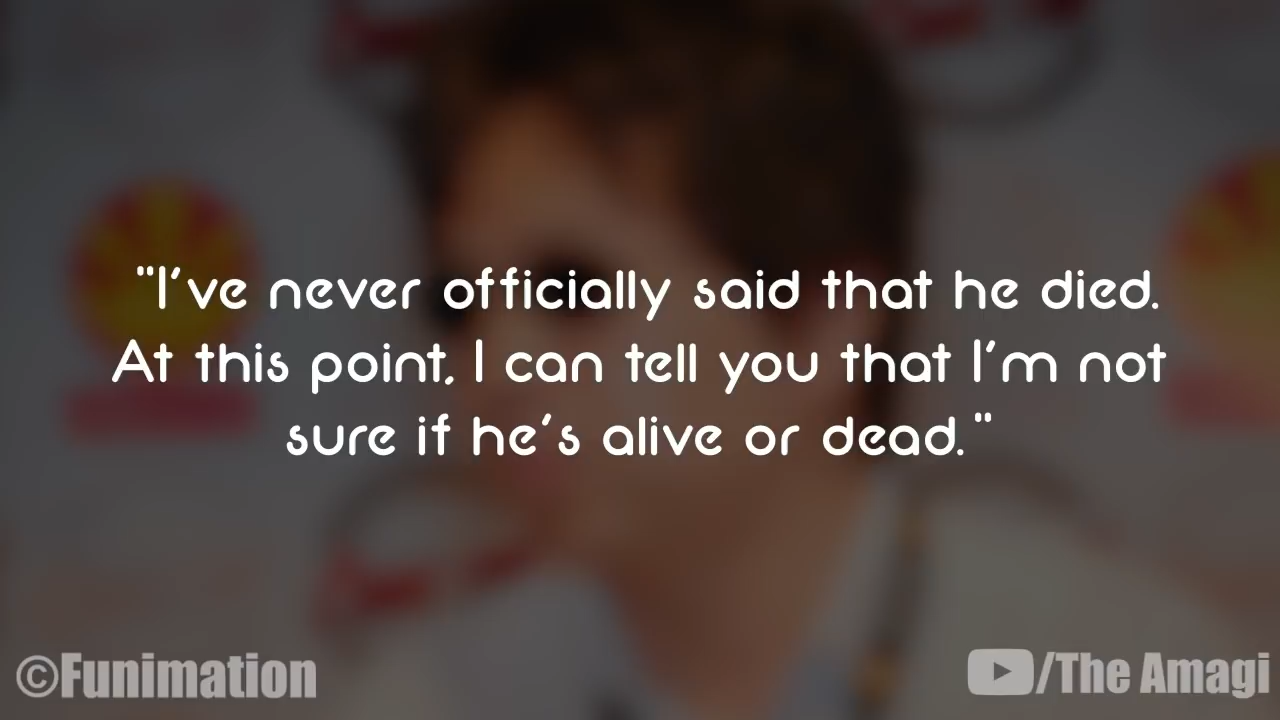 "I've never officially said that he died.
At this point, I can tell you that I'm not
sure if he's alive or dead."
©Funimation
/The Amagi